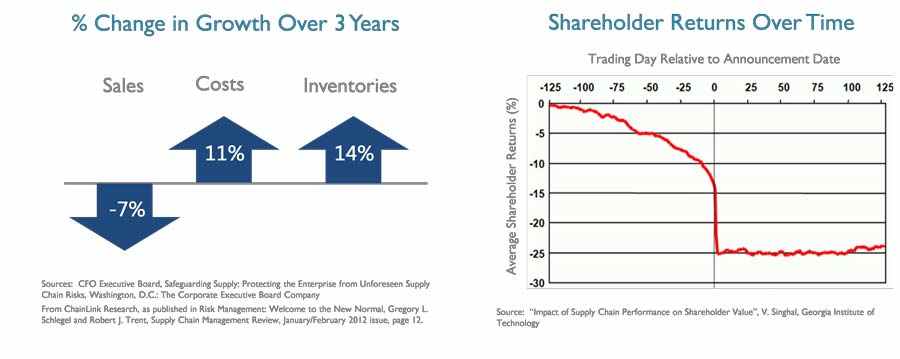 % Change in Growth Over 3 Years
Sales
Costs
Inventories
11%
14%
-7%
Sources: CFO Executive Board, Safeguarding Supply; Protecting the Enterprise from Unforeseen Supply
Chain Risks, Washington, D.C.: The Corporate Executive Board Company
From ChainLink Research, as published in Risk Management: Welcome to the New Normal, Gregory L.
Schlegel and Robert J. Trent, Supply Chain Management Review, January/February 2012 issue, page 12.
Shareholder Returns Over Time
Trading Day Relative to Announcement Date
-125 -100 -75 -50 -25 0 25 50 75 100 125
Average Shareholder Returns (%)
0
-5
-10
-15
-20
-25
-30
Source: "Impact of Supply Chain Performance on Shareholder Value", V. Singhal, Georgia Institute of
Technology